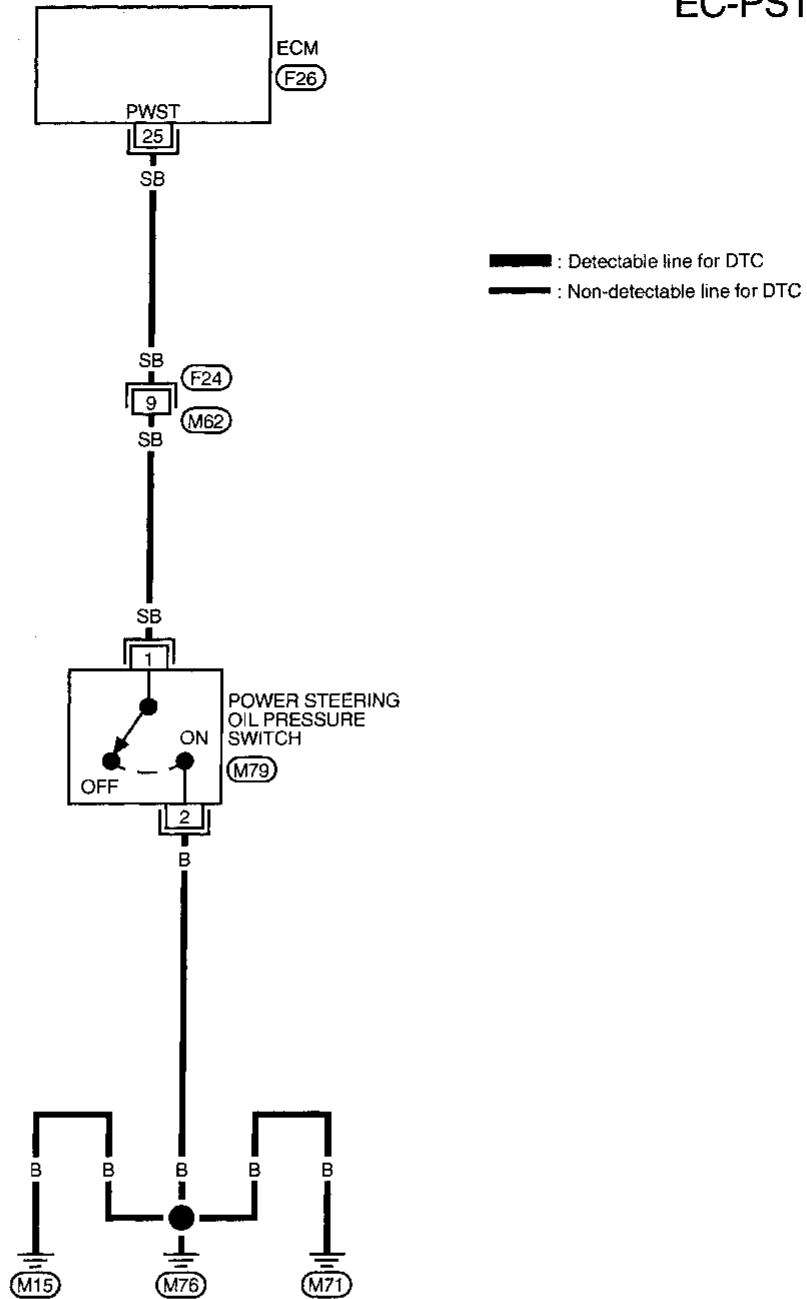 EC-PST
ECM
F26
PWST
25
SB
: Detectable line for DTC
: Non-detectable line for DTC
SB
F24
9
M62
SB
SB
1
POWER STEERING
OIL PRESSURE
SWITCH
ON
M79
OFF
2
B
B B B B B
M15 M76 M71